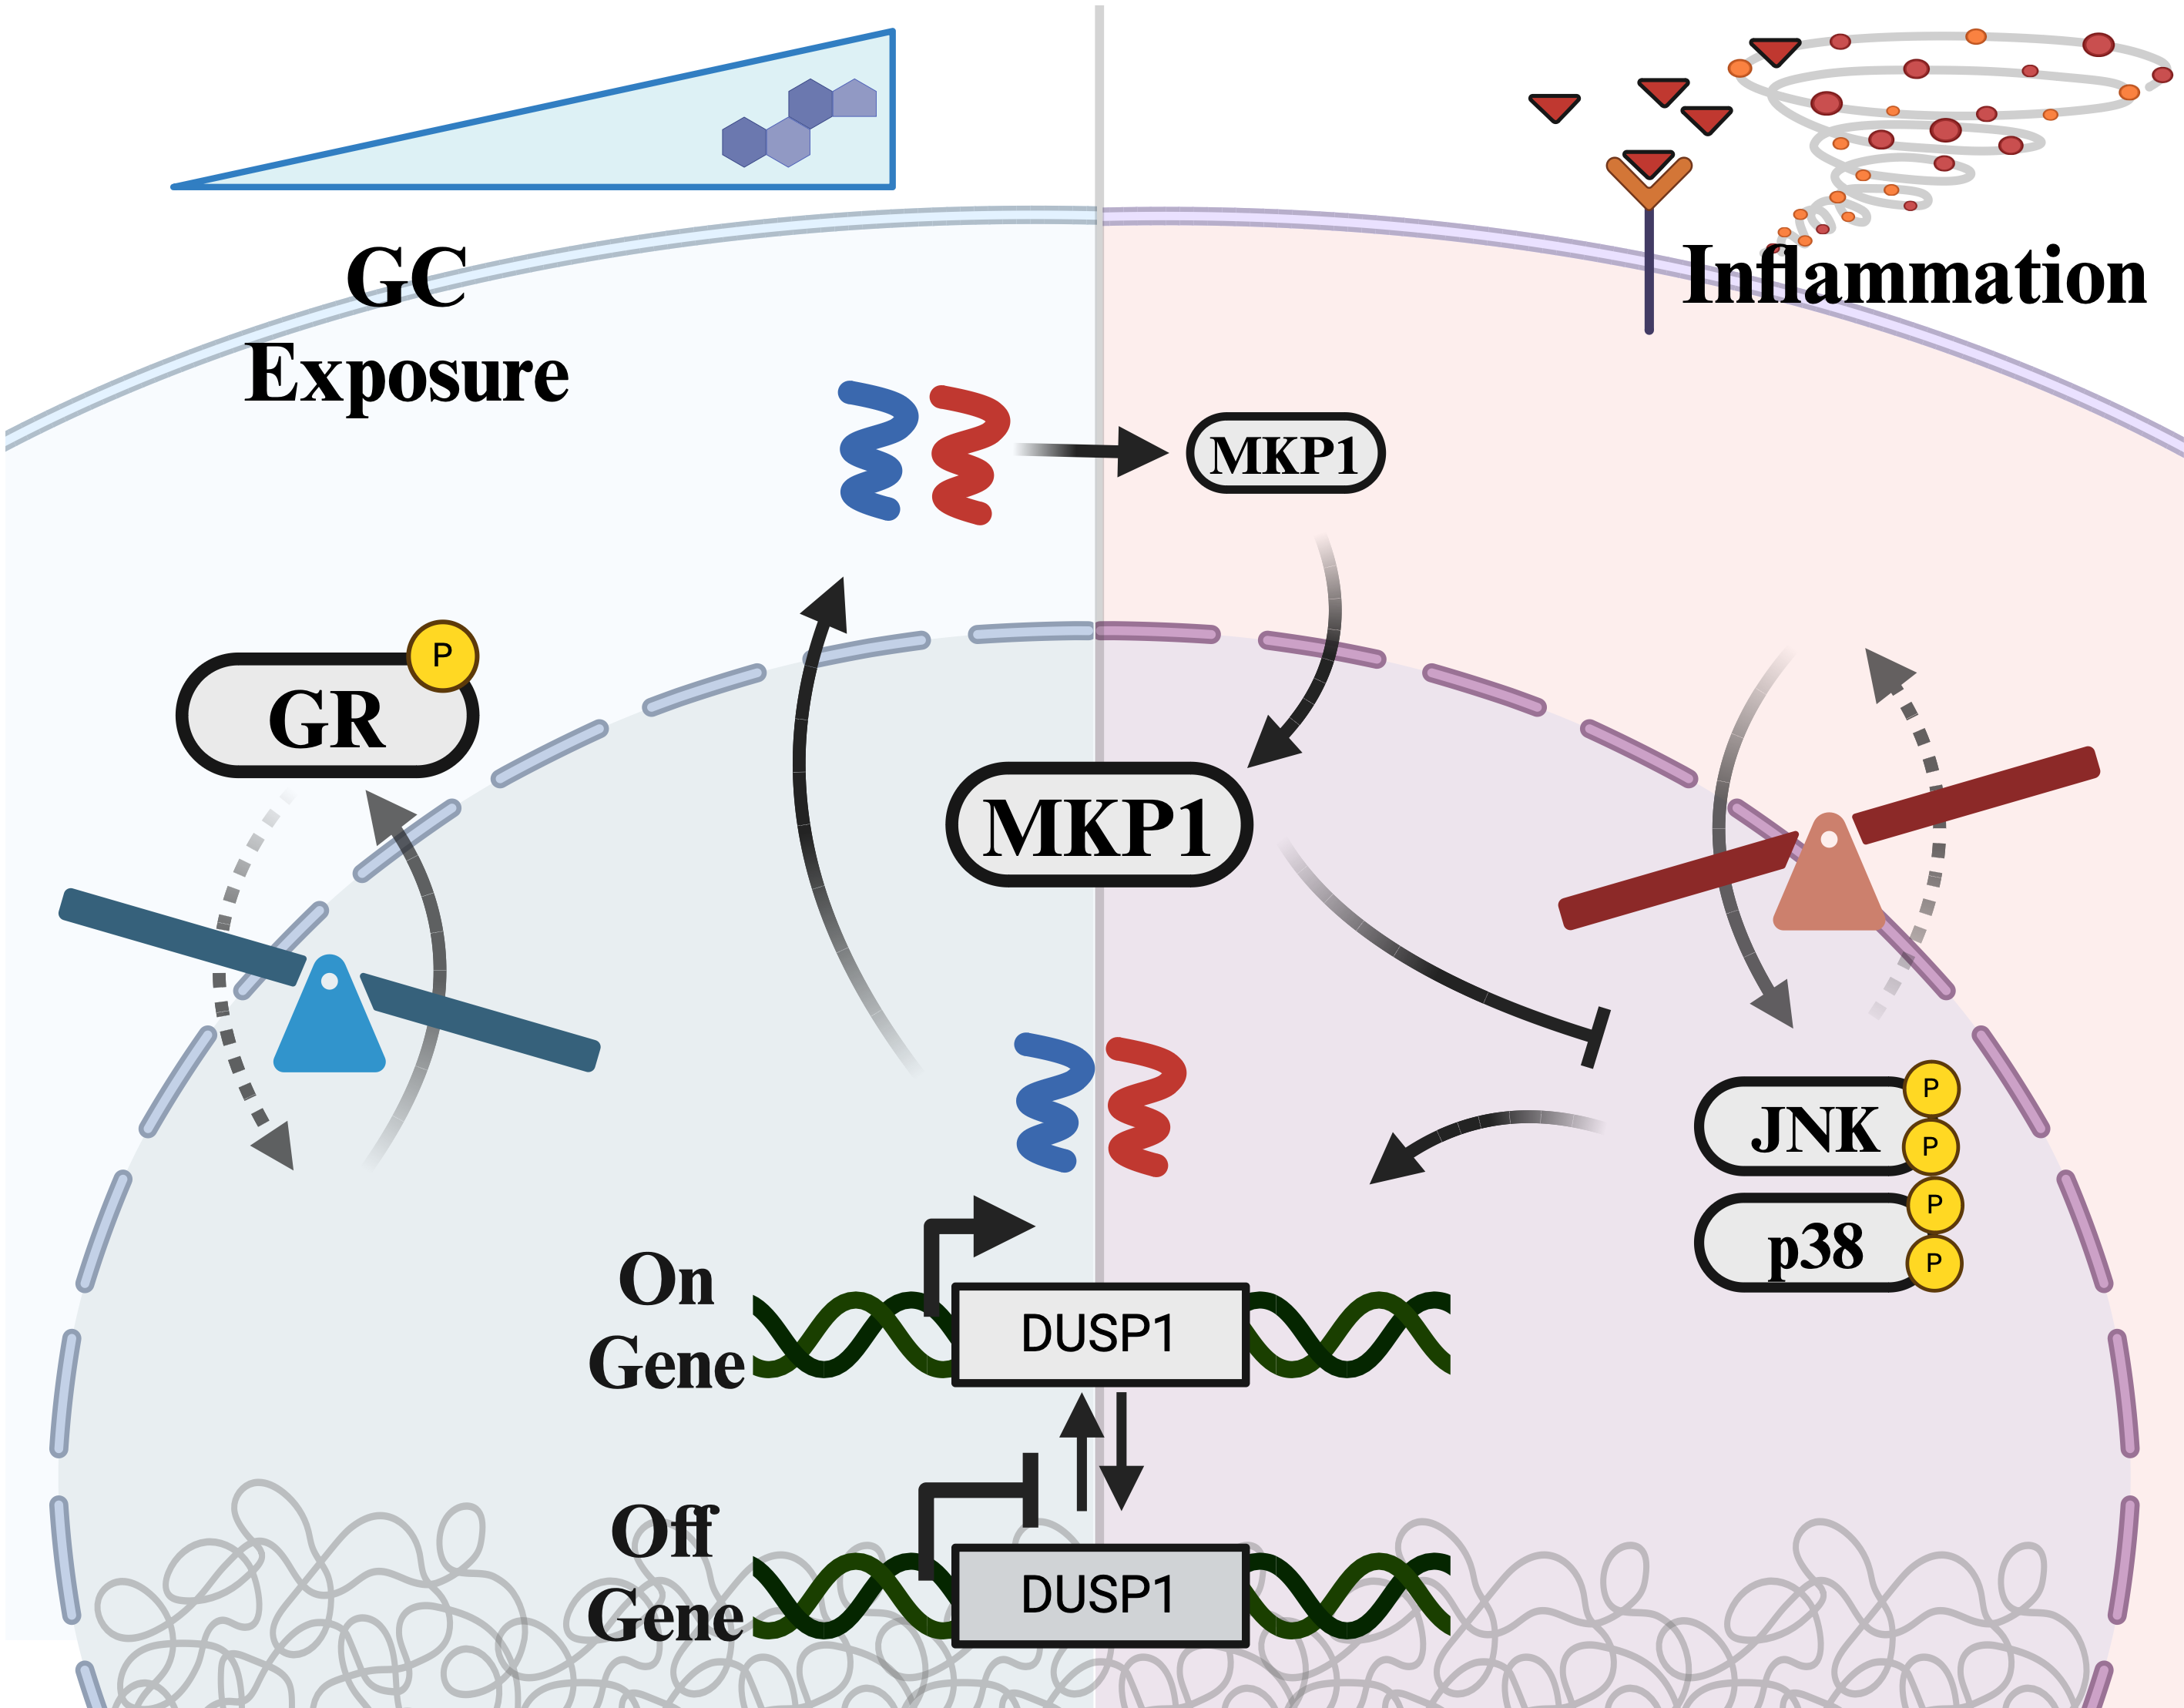 GC
Exposure
Inflammation
MKP1
P
GR
MKP1
P
JNK
P
P
p38
P
On
Gene
DUSP1
Off
Gene
DUSP1